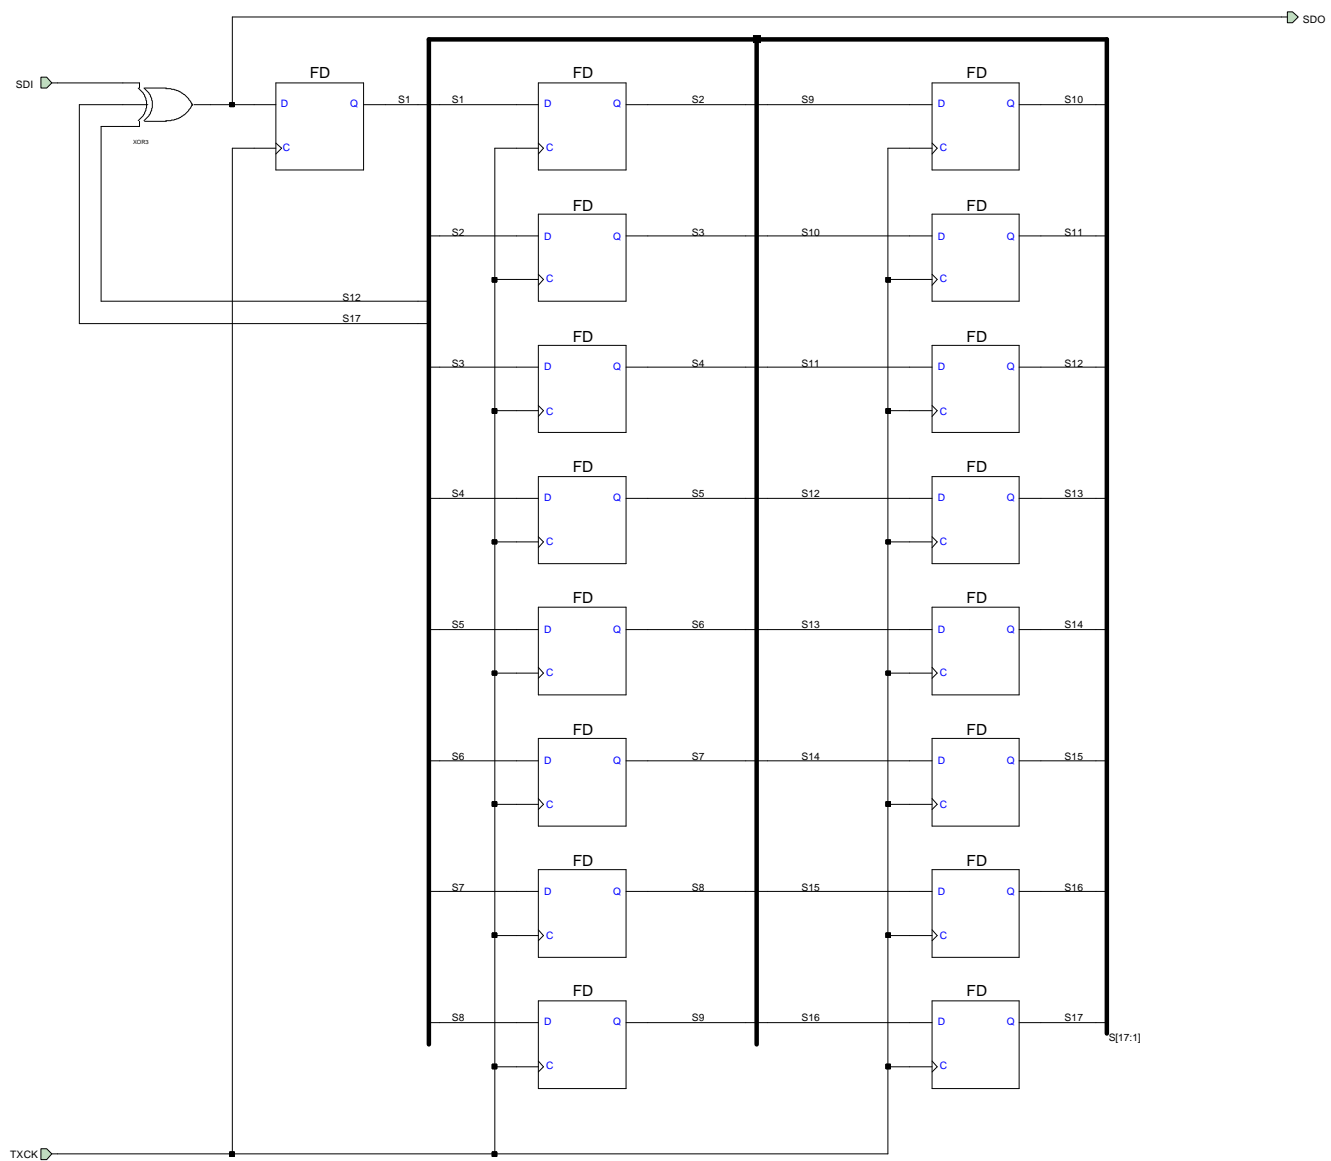 SDO
FD FD FD
SDI
D Q S1 S1 D Q S2 S9 D Q S10
XOR3
C C C
FD FD
S2 D Q S3 S10 D Q S11
C C
S12
S17
FD FD
S3 D Q S4 S11 D Q S12
C C
FD FD
S4 D Q S5 S12 D Q S13
C C
FD FD
S5 D Q S6 S13 D Q S14
C C
FD FD
S6 D Q S7 S14 D Q S15
C C
FD FD
S7 D Q S8 S15 D Q S16
C C
FD FD
S8 D Q S9 S16 D Q S17
S[17:1]
C C
TXCK